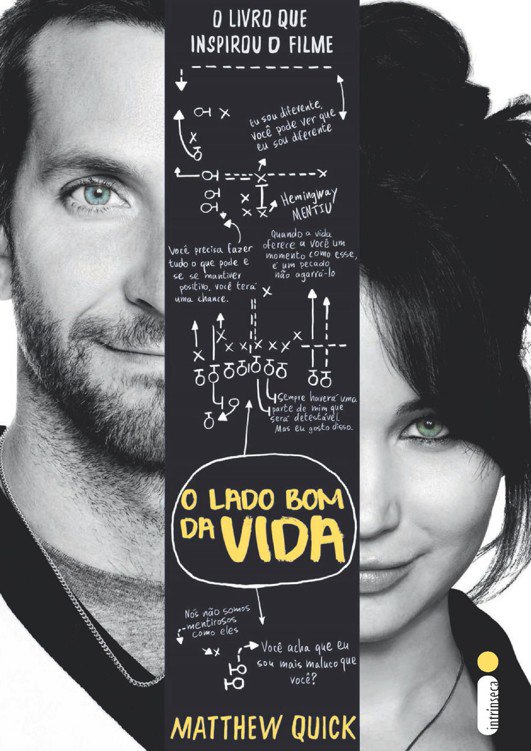 O LIVRO QUE
INSPIROU O FILME
Eu sou diferente,
você pode ver que
eu sou diferente
Hemingway
MENTIU
Você precisa fazer
tudo o que pode e
se se mantiver
positivo, você terá
uma chance.
Quando a vida
oferece a você um
momento como esse,
é um pecado
não agarrá-lo
Sempre haverá uma
parte de mim que
será detestável.
Mas eu gosto disso.
O LADO BOM
DA VIDA
Nós não somos
mentirosos
como eles
Você acha que eu
sou mais maluco que
você?
MATTHEW QUICK
intrínseca